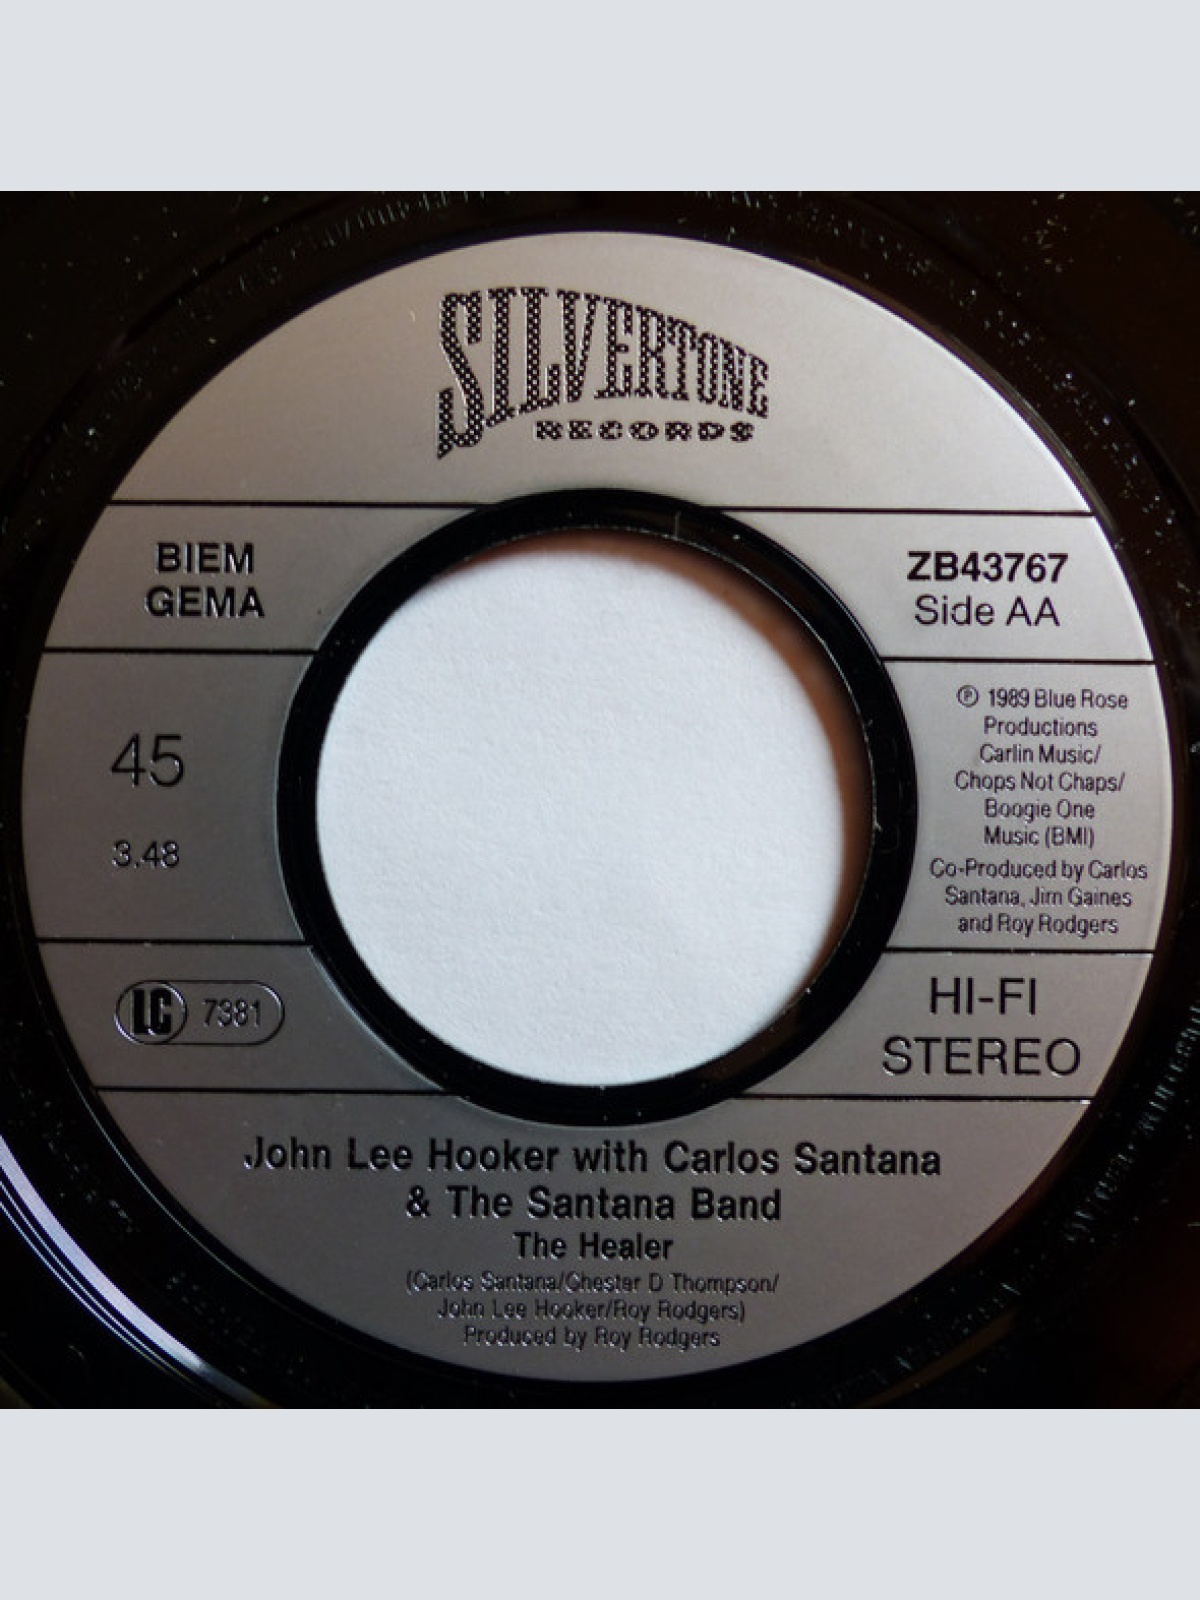 SILVERTONE
RECORDS
BIEM
GEMA
ZB43767
Side AA
45
3.48
℗ 1989 Blue Rose
Productions
Carlin Music/
Chops Not Chaps/
Boogie One
Music (BMI)
Co-Produced by Carlos
Santana, Jim Gaines
and Roy Rodgers
LC 7381
HI-FI
STEREO
John Lee Hooker with Carlos Santana
& The Santana Band
The Healer
(Carlos Santana/Chester D Thompson/
John Lee Hooker/Roy Rodgers)
Produced by Roy Rodgers